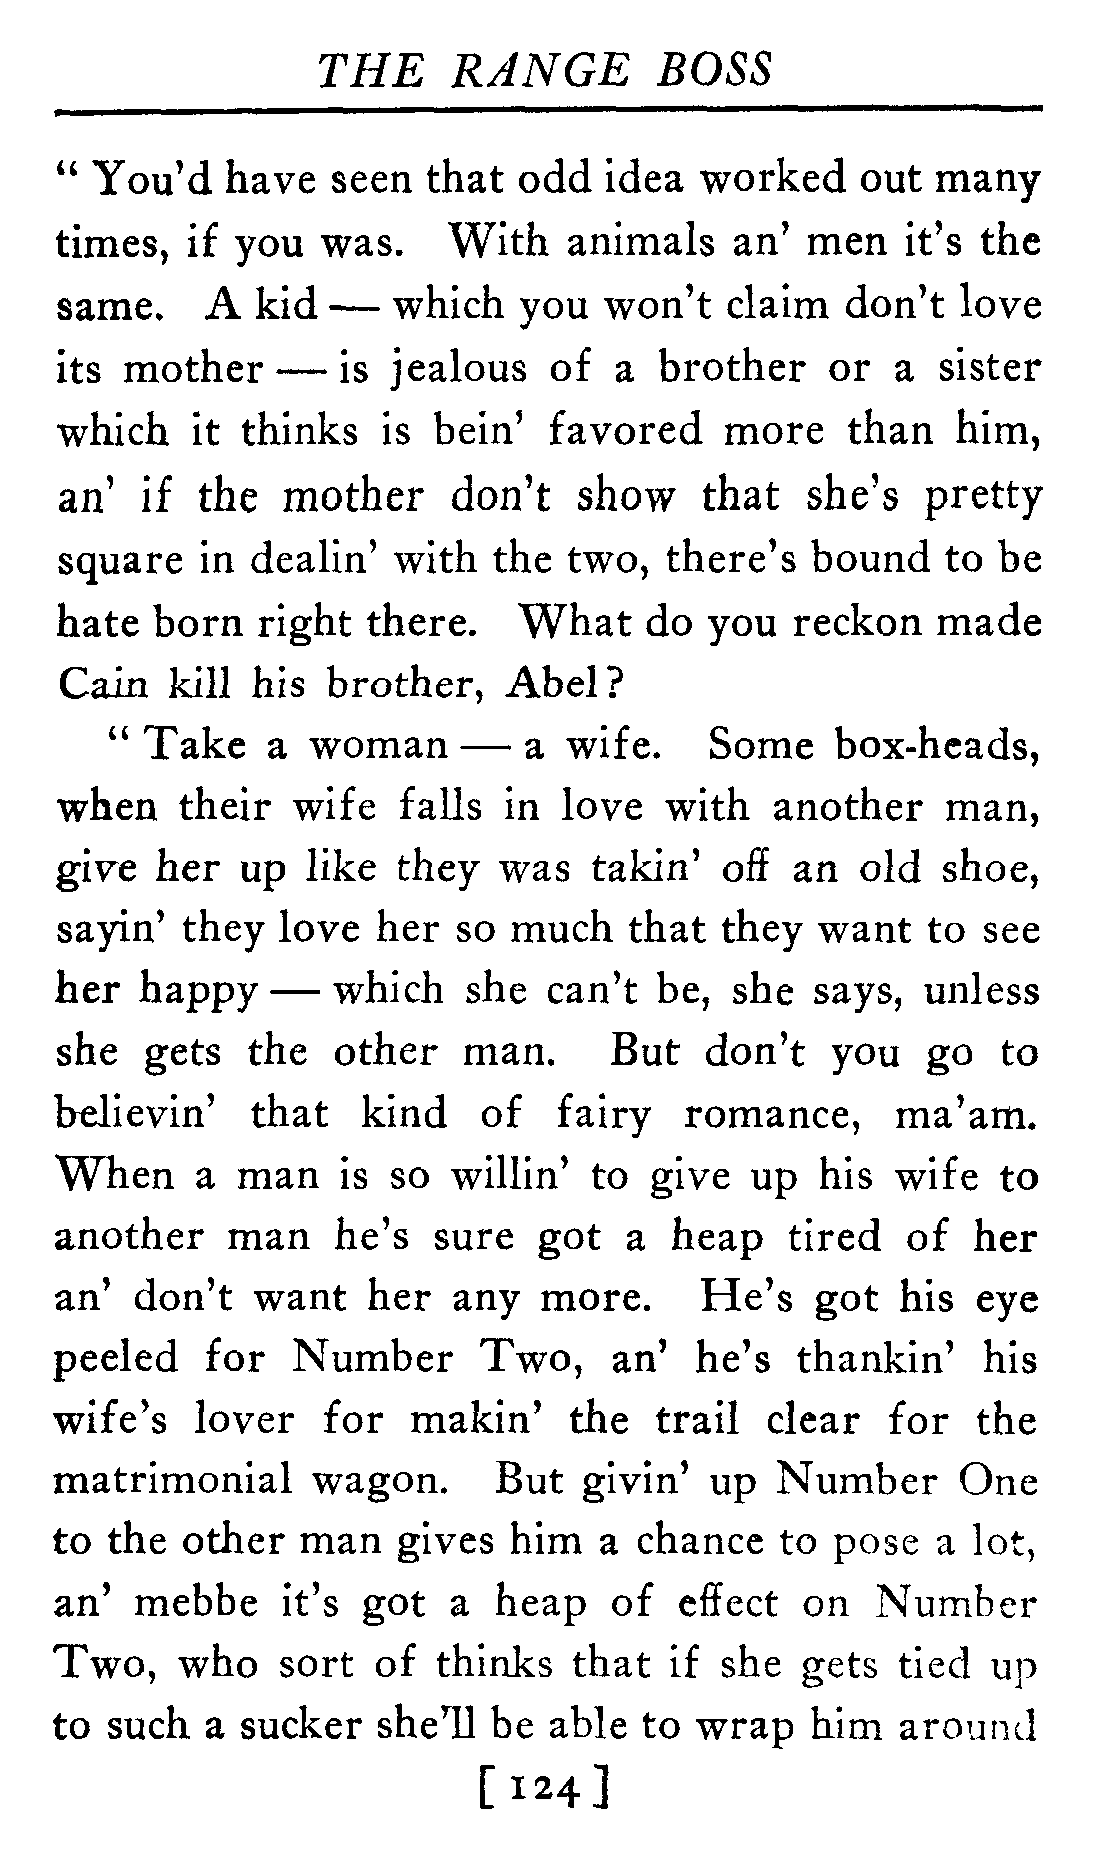 THE RANGE BOSS
“ You’d have seen that odd idea worked out many
times, if you was. With animals an’ men it’s the
same. A kid — which you won’t claim don’t love
its mother — is jealous of a brother or a sister
which it thinks is bein’ favored more than him,
an’ if the mother don’t show that she’s pretty
square in dealin’ with the two, there’s bound to be
hate born right there. What do you reckon made
Cain kill his brother, Abel?
“ Take a woman — a wife. Some box-heads,
when their wife falls in love with another man,
give her up like they was takin’ off an old shoe,
sayin’ they love her so much that they want to see
her happy — which she can’t be, she says, unless
she gets the other man. But don’t you go to
believin’ that kind of fairy romance, ma’am.
When a man is so willin’ to give up his wife to
another man he’s sure got a heap tired of her
an’ don’t want her any more. He’s got his eye
peeled for Number Two, an’ he’s thankin’ his
wife’s lover for makin’ the trail clear for the
matrimonial wagon. But givin’ up Number One
to the other man gives him a chance to pose a lot,
an’ mebbe it’s got a heap of effect on Number
Two, who sort of thinks that if she gets tied up
to such a sucker she’ll be able to wrap him around
[ 124 ]